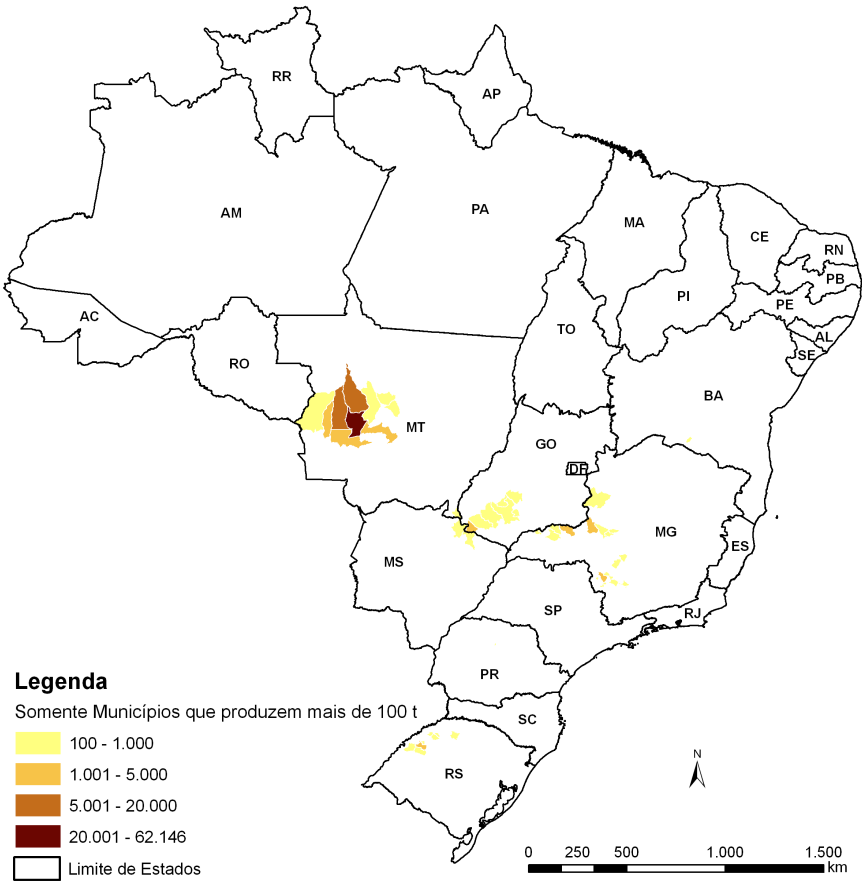 RR
AP
AM
PA
MA
CE
RN
PB
PI
PE
AC
AL
TO
SE
RO
BA
MT
GO
DF
MG
ES
MS
SP
RJ
PR
SC
RS
N
Legenda
Somente Municípios que produzem mais de 100 t
100 - 1.000
1.001 - 5.000
5.001 - 20.000
20.001 - 62.146
Limite de Estados
0 250 500 1.000 1.500
km